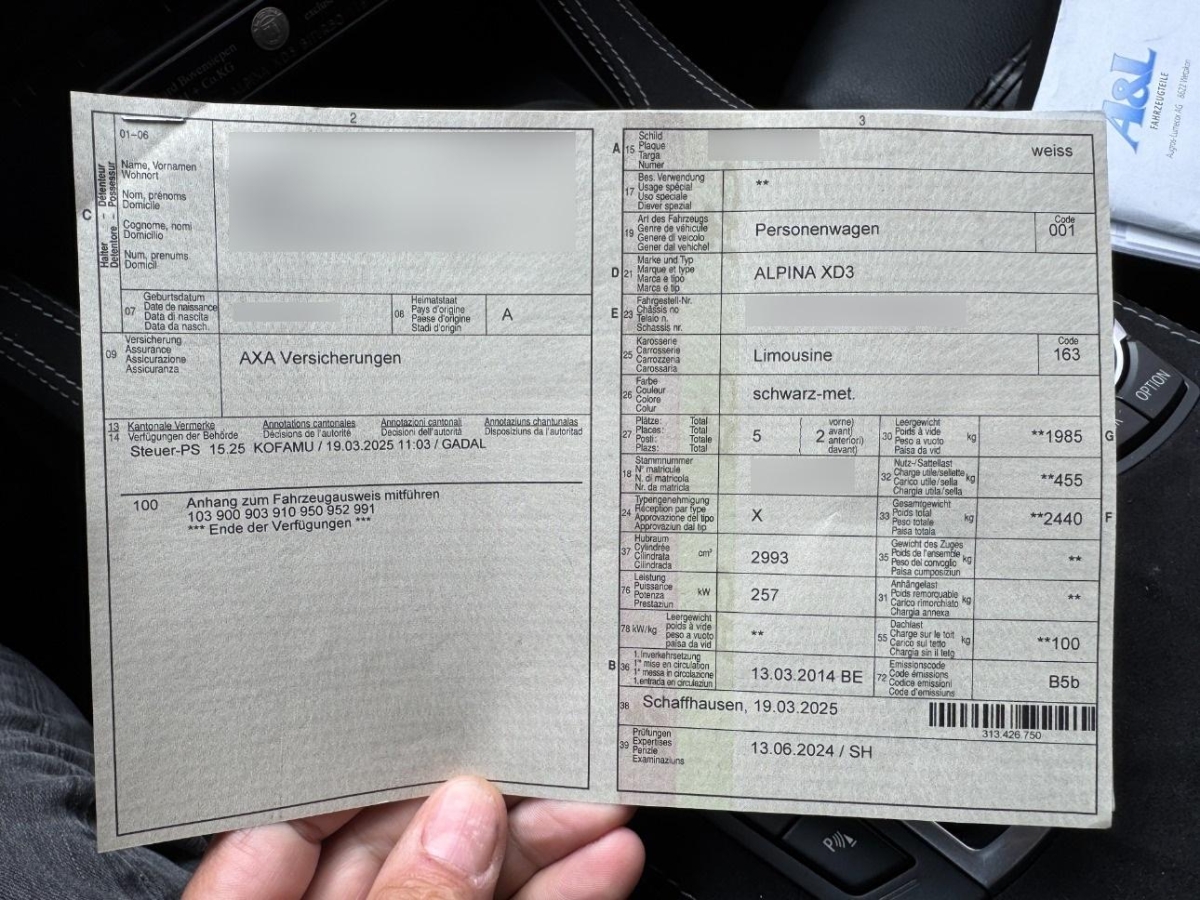 and Bovensiepen
+ Co.KG
A&L
FAHRZEUGTEILE
OPTION
2
3
C
Halter - Détenteur
Detentore - Possessur
01-06
Name, Vornamen
Wohnort
Nom, prénoms
Domicile
Cognome, nomi
Domicilio
Num, prenums
Domicil
07
Geburtsdatum
Date de naissance
Data di nascita
Data da nasch.
08
Heimatstaat
Pays d'origine
Paese d'origine
Stadi d'origin
A
09
Versicherung
Assurance
Assicurazione
Assicuranza
AXA Versicherungen
13 Kantonale Vermerke Annotations cantonales Annotazioni cantonali Annotaziuns chantunalas
14 Verfügungen der Behörde Décisions de l'autorité Decisioni dell'autorità Disposiziuns da l'autoritad
Steuer-PS 15.25 KOFAMU / 19.03.2025 11:03 / GADAL
100 Anhang zum Fahrzeugausweis mitführen
103 900 903 910 950 952 991
*** Ende der Verfügungen ***
A 15
Schild
Plaque
Targa
Numer
weiss
17
Bes. Verwendung
Usage spécial
Uso speciale
Diever spezial
**
19
Art des Fahrzeugs
Genre de véhicule
Genere di veicolo
Gener dal vehichel
Personenwagen
Code
001
D 21
Marke und Typ
Marque et type
Marca e tipo
Marca e tip
ALPINA XD3
E 23
Fahrgestell-Nr.
Châssis no
Telaio n.
Schassis nr.
25
Karosserie
Carrosserie
Carrozzeria
Carossaria
Limousine
Code
163
26
Farbe
Couleur
Colore
Colur
schwarz-met.
27
Plätze: Total
Places: Total
Posti: Totale
Plazs: Total
5
2
vorne)
avant)
anteriori)
davant)
30
Leergewicht
Poids à vide
Peso a vuoto
Paisa da vid
kg
**1985
G
18
Stammnummer
N° matricule
N. di matricola
Nr. da matricla
32
Nutz-/Sattellast
Charge utile/sellette
Carico utile/sella
Chargia utila/sella
kg
**455
24
Typengenehmigung
Réception par type
Approvazione del tipo
Approvaziun dal tip
X
33
Gesamtgewicht
Poids total
Peso totale
Paisa totala
kg
**2440
F
37
Hubraum
Cylindrée
Cilindrata
Cilindrada
cm³
2993
35
Gewicht des Zuges
Poids de l'ensemble
Peso del convoglio
Paisa cumposiziun
kg
**
76
Leistung
Puissance
Potenza
Prestaziun
kW
257
31
Anhängelast
Poids remorquable
Carico rimorchiato
Chargia annexa
kg
**
78 kW/kg
Leergewicht
poids à vide
peso a vuoto
paisa da vid
**
55
Dachlast
Charge sur le toit
Carico sul tetto
Chargia sin il tetg
kg
**100
B 36
1. Inverkehrsetzung
1re mise en circulation
1a messa in circolazione
1. entrada en circulaziun
13.03.2014 BE
72
Emissionscode
Code émissions
Codice emissioni
Code d'emissiuns
B5b
38 Schaffhausen, 19.03.2025
313.426.750
39
Prüfungen
Expertises
Perizie
Examinaziuns
13.06.2024 / SH
P